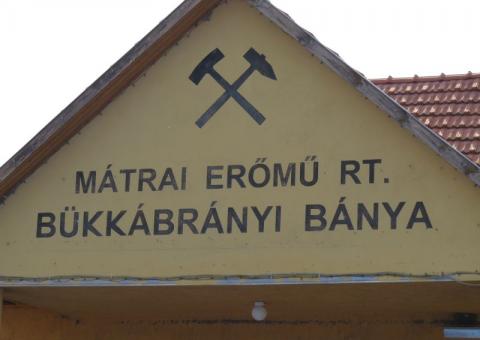 MÁTRAI ERŐMŰ RT.
BÜKKÁBRÁNYI BÁNYA